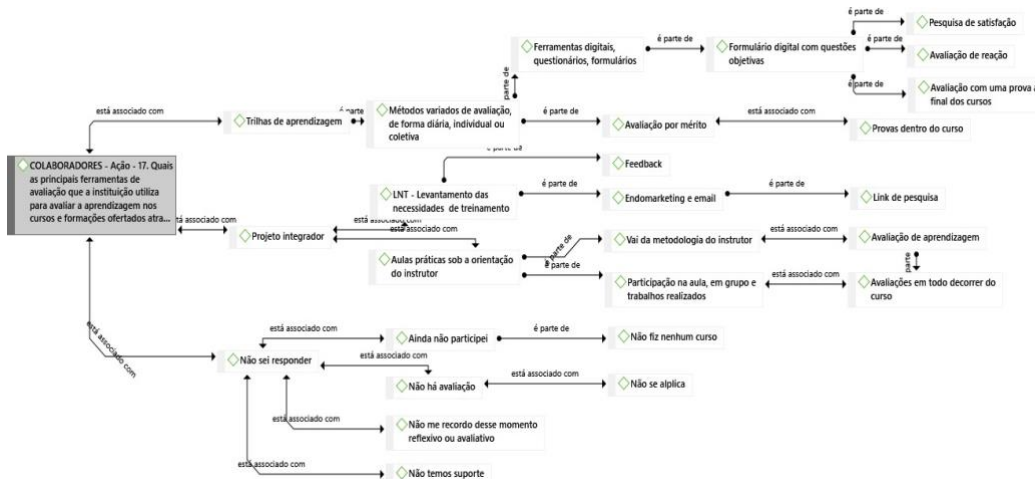 Pesquisa de satisfação
é parte de
Ferramentas digitais,
questionários, formulários
é parte de
Formulário digital com questões
objetivas
é parte de
Avaliação de reação
é parte de
Avaliação com uma prova a
final dos cursos
parte de
está associado com
Trilhas de aprendizagem
é parte
Métodos variados de avaliação,
de forma diária, individual ou
coletiva
é parte de
Avaliação por mérito
está associado com
Provas dentro do curso
COLABORADORES - Ação - 17. Quais
as principais ferramentas de
avaliação que a instituição utiliza
para avaliar a aprendizagem nos
cursos e formações ofertados atra...
é parte da
Feedback
LNT - Levantamento das
necessidades de treinamento
é parte de
Endomarketing e email
é parte de
Link de pesquisa
está associado com
Projeto integrador
está associado com
está associado com
Aulas práticas sob a orientação
do instrutor
é parte de
Vai da metodologia do instrutor
está associado com
Avaliação de aprendizagem
é parte de
Participação na aula, em grupo e
trabalhos realizados
está associado com
parte
Avaliações em todo decorrer do
curso
está associado com
Não sei responder
está associado com
Ainda não participei
é parte de
Não fiz nenhum curso
está associado com
Não há avaliação
está associado com
Não se alplica
está associado com
Não me recordo desse momento
reflexivo ou avaliativo
está associado com
Não temos suporte